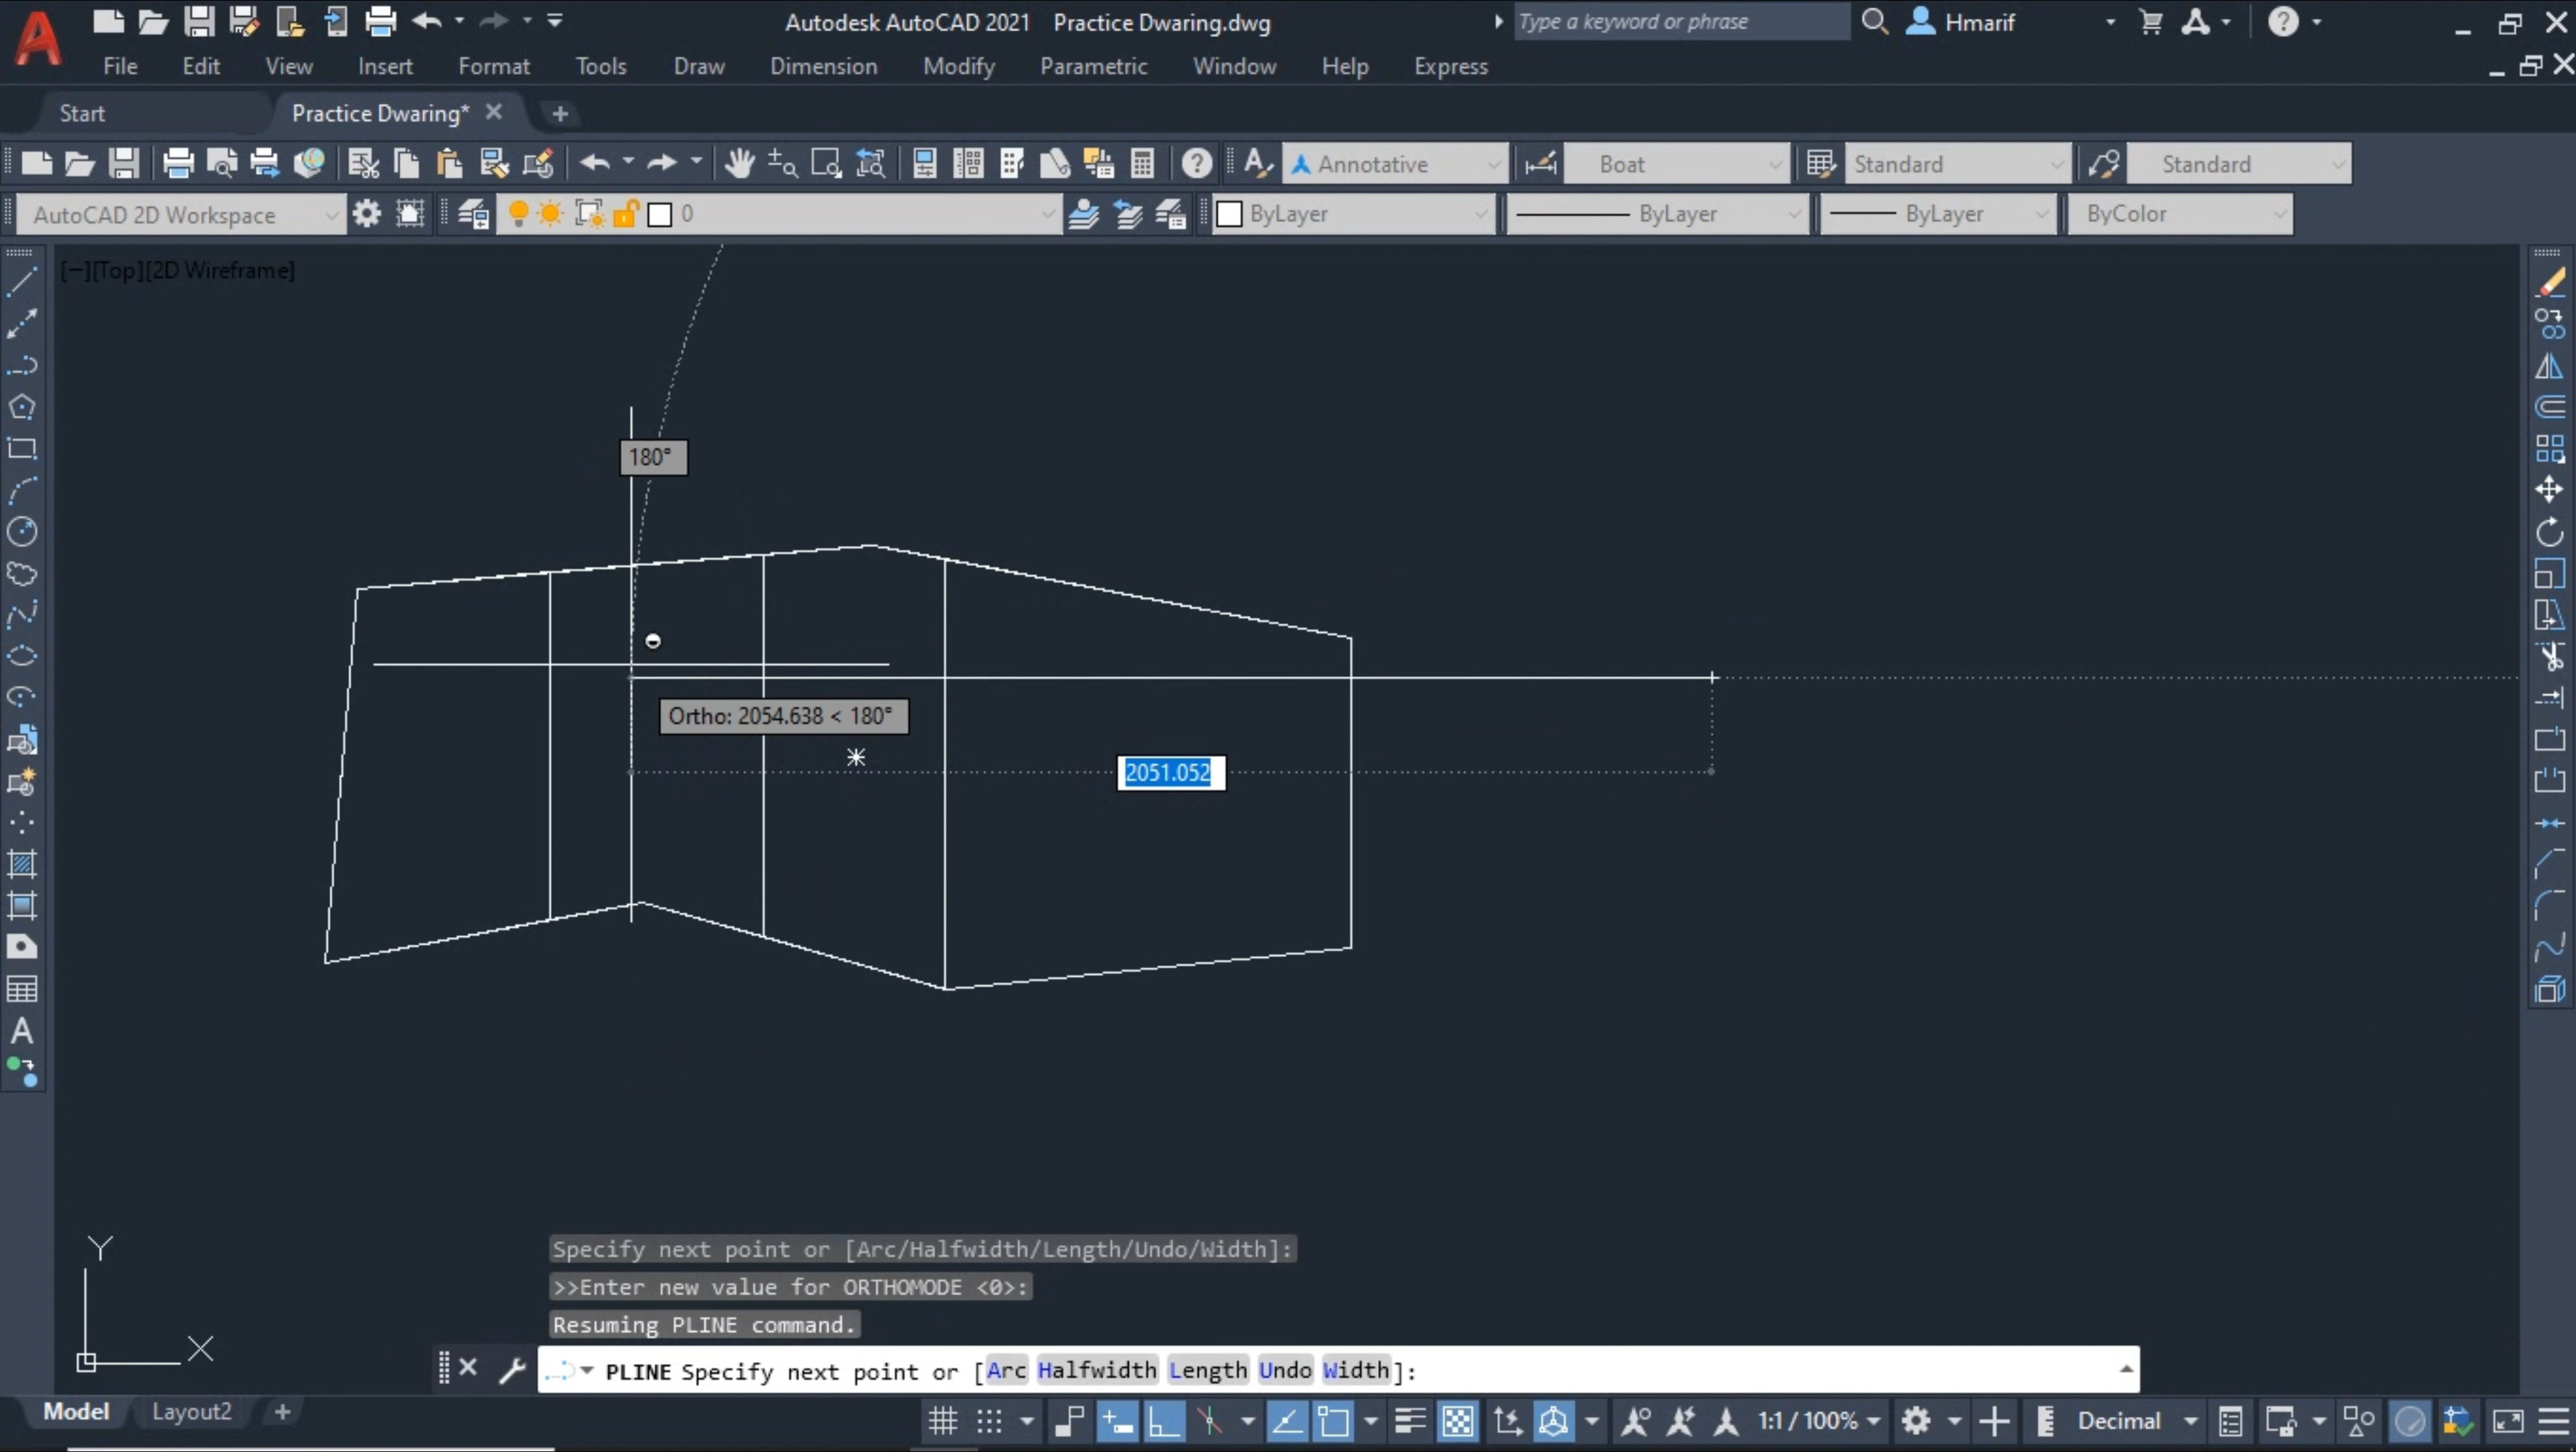 Autodesk AutoCAD 2021 Practice Dwaring.dwg Type a keyword or phrase Hmarif
File Edit View Insert Format Tools Draw Dimension Modify Parametric Window Help Express
Start Practice Dwaring*
Annotative Boat Standard Standard
AutoCAD 2D Workspace 0 ByLayer ByLayer ByLayer ByColor
[−][Top][2D Wireframe]
180°
Ortho: 2054.638 < 180°
2051.052
Y
X
Specify next point or [Arc/Halfwidth/Length/Undo/Width]:
>>Enter new value for ORTHOMODE <0>:
Resuming PLINE command.
PLINE Specify next point or [Arc Halfwidth Length Undo Width]:
Model Layout2 1:1 / 100% Decimal